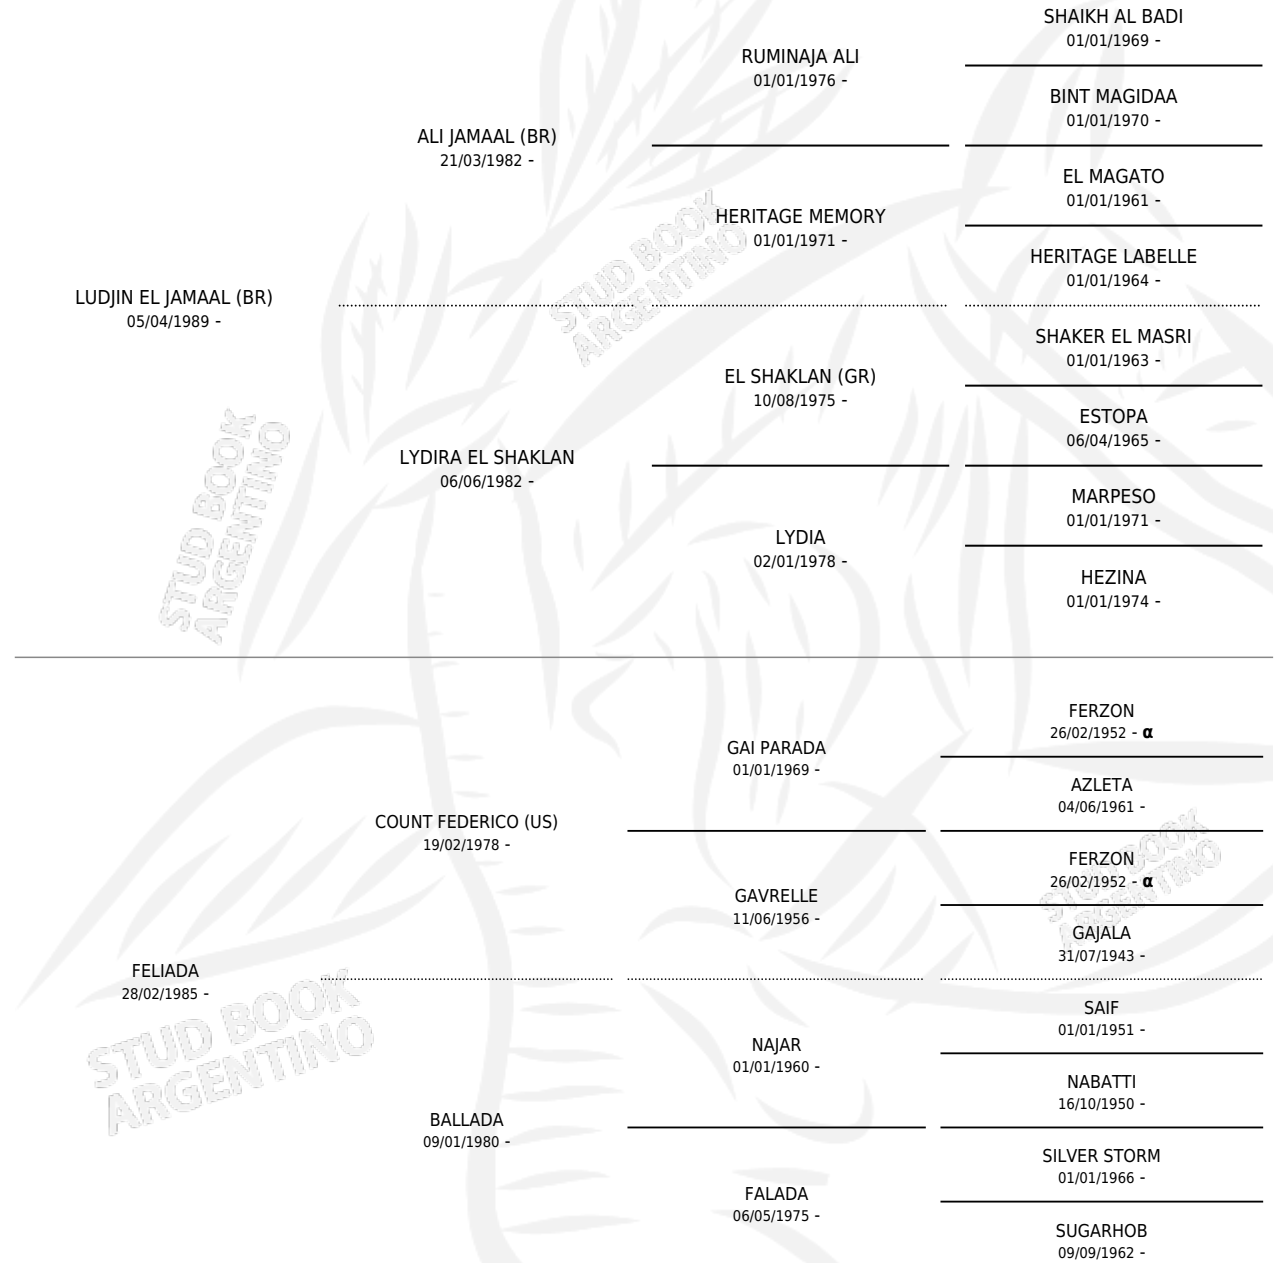 SHAIKH AL BADI
01/01/1969 -
RUMINAJA ALI
01/01/1976 -
BINT MAGIDAA
01/01/1970 -
ALI JAMAAL (BR)
21/03/1982 -
EL MAGATO
01/01/1961 -
HERITAGE MEMORY
01/01/1971 -
HERITAGE LABELLE
01/01/1964 -
LUDJIN EL JAMAAL (BR)
05/04/1989 -
SHAKER EL MASRI
01/01/1963 -
EL SHAKLAN (GR)
10/08/1975 -
ESTOPA
06/04/1965 -
LYDIRA EL SHAKLAN
06/06/1982 -
MARPESO
01/01/1971 -
LYDIA
02/01/1978 -
HEZINA
01/01/1974 -
FERZON
26/02/1952 - α
GAI PARADA
01/01/1969 -
AZLETA
04/06/1961 -
COUNT FEDERICO (US)
19/02/1978 -
FERZON
26/02/1952 - α
GAVRELLE
11/06/1956 -
GAJALA
31/07/1943 -
FELIADA
28/02/1985 -
SAIF
01/01/1951 -
NAJAR
01/01/1960 -
NABATTI
16/10/1950 -
BALLADA
09/01/1980 -
SILVER STORM
01/01/1966 -
FALADA
06/05/1975 -
SUGARHOB
09/09/1962 -
STUD BOOK
ARGENTINO
STUD BOOK
ARGENTINO
STUD BOOK
ARGENTINO
STUD BOOK
ARGENTINO